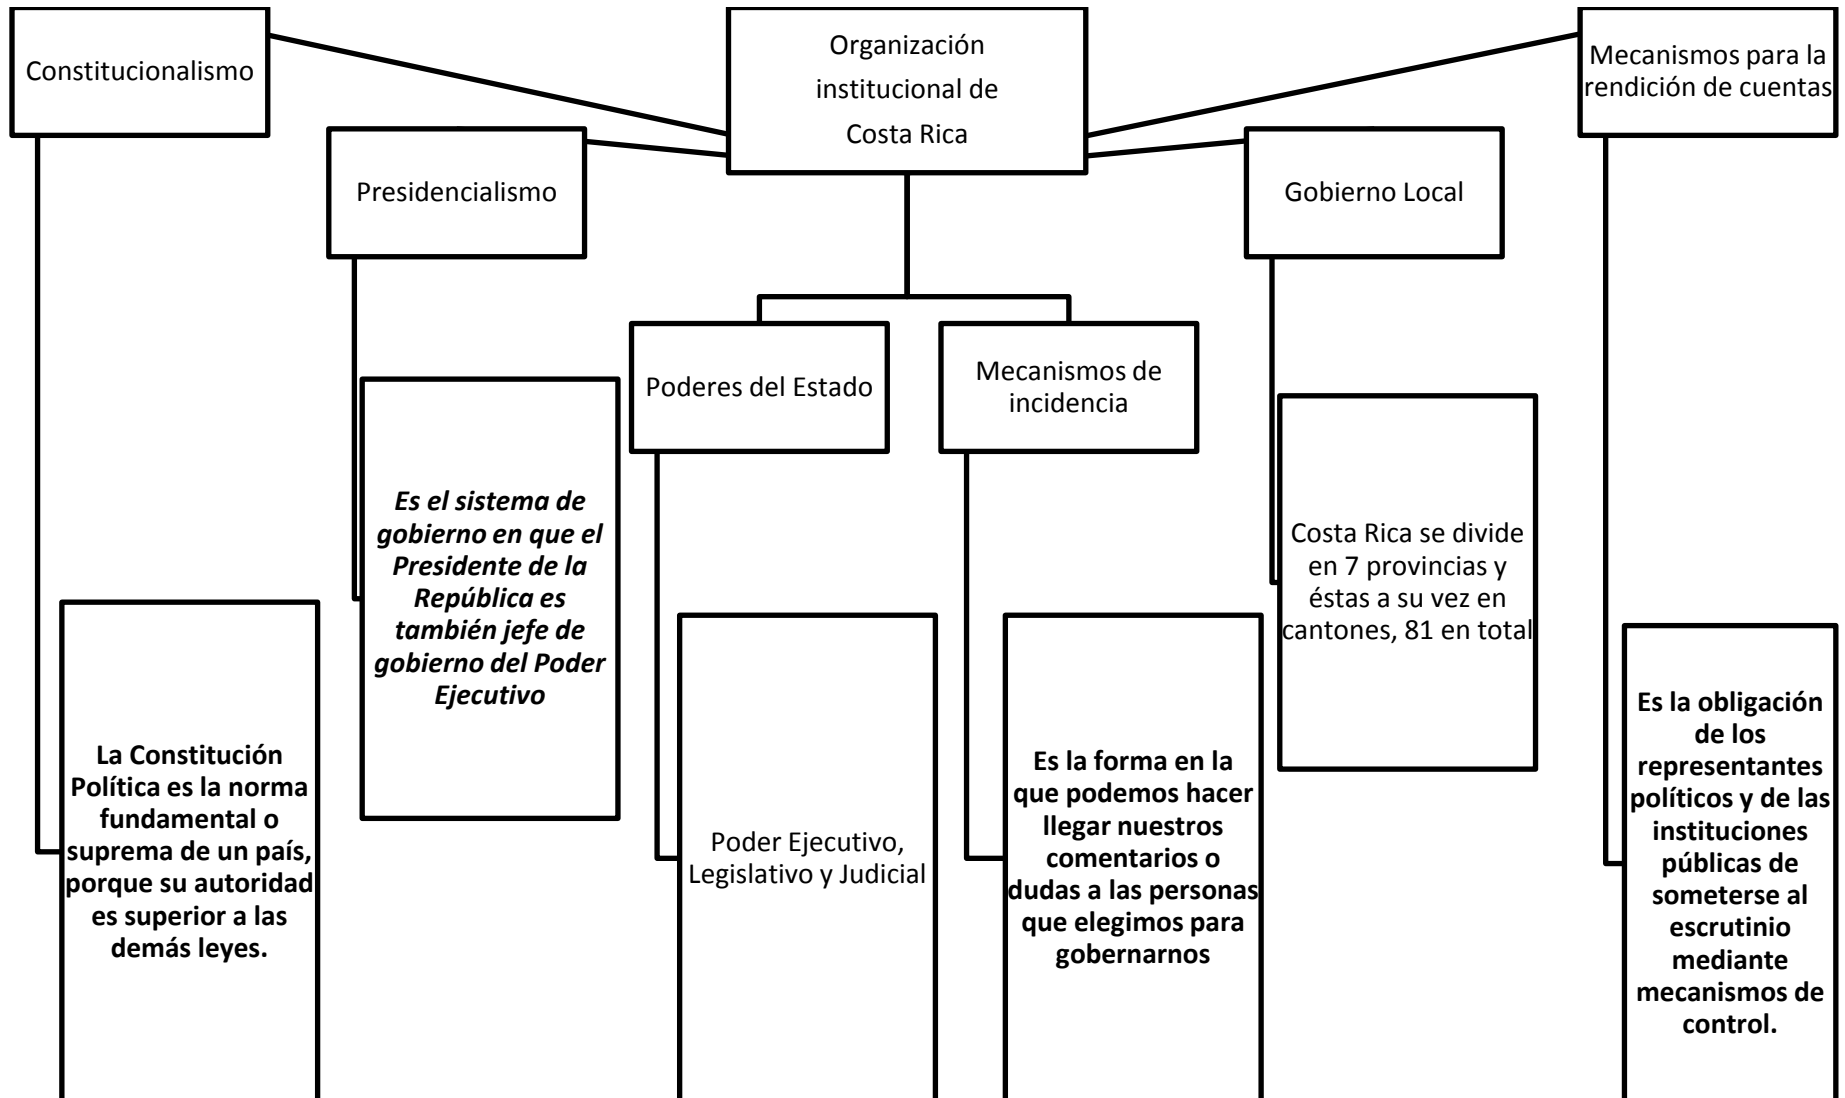 Organización
institucional de
Costa Rica
Constitucionalismo
La Constitución
Política es la norma
fundamental o
suprema de un país,
porque su autoridad
es superior a las
demás leyes.
Presidencialismo
Es el sistema de
gobierno en que el
Presidente de la
República es
también jefe de
gobierno del Poder
Ejecutivo
Poderes del Estado
Poder Ejecutivo,
Legislativo y Judicial
Mecanismos de
incidencia
Es la forma en la
que podemos hacer
llegar nuestros
comentarios o
dudas a las personas
que elegimos para
gobernarnos
Gobierno Local
Costa Rica se divide
en 7 provincias y
éstas a su vez en
cantones, 81 en total
Mecanismos para la
rendición de cuentas
Es la obligación
de los
representantes
políticos y de las
instituciones
públicas de
someterse al
escrutinio
mediante
mecanismos de
control.